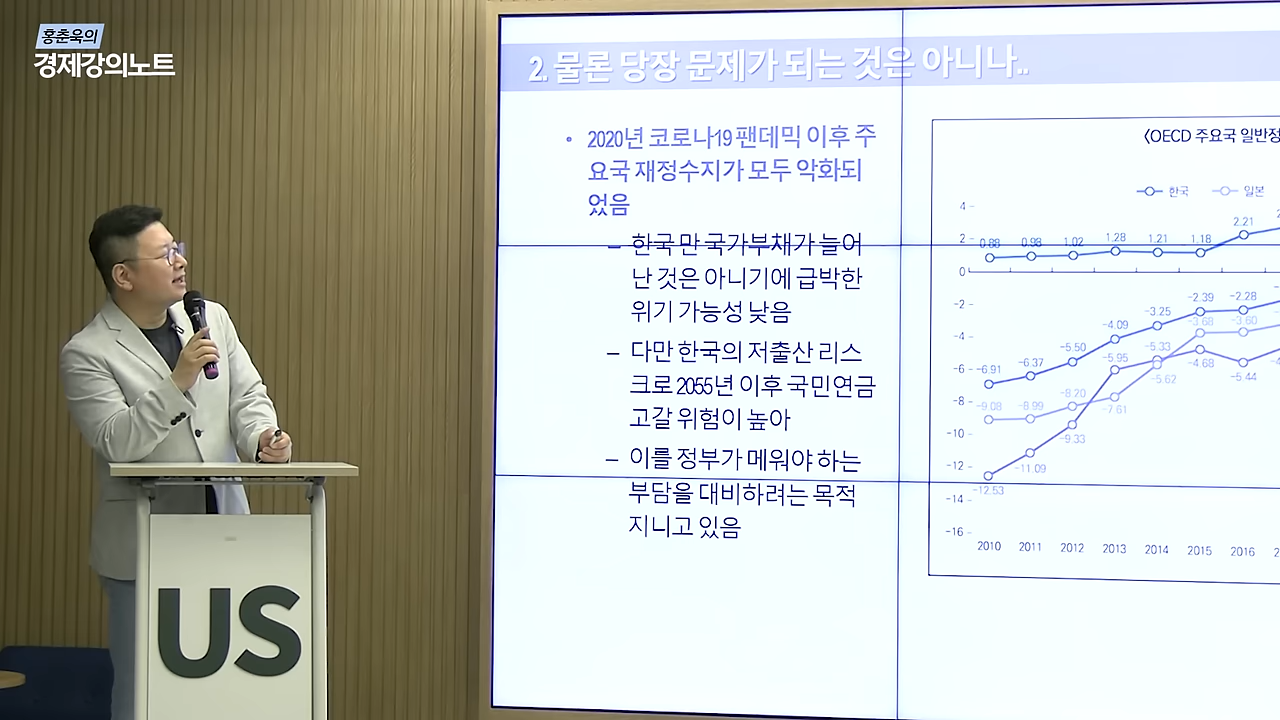 홍춘욱의
경제강의노트
2. 물론 당장 문제가 되는 것은 아니나..
• 2020년 코로나19 팬데믹 이후 주
요국 재정수지가 모두 악화되
었음
– 한국 만 국가부채가 늘어
난 것은 아니기에 급박한
위기 가능성 낮음
– 다만 한국의 저출산 리스
크로 2055년 이후 국민연금
고갈 위험이 높아
– 이를 정부가 메워야 하는
부담을 대비하려는 목적
지니고 있음
〈OECD 주요국 일반정
한국 일본
4
2
0
-2
-4
-6
-8
-10
-12
-14
-16
0.88 0.98 1.02 1.28 1.21 1.18 2.21
-6.91 -6.37 -5.50 -4.09 -3.25 -2.39 -2.28
-9.08 -8.99 -8.20 -7.61 -5.62 -3.68 -3.60
-12.53 -11.09 -9.33 -5.95 -5.33 -4.68 -5.44
2010 2011 2012 2013 2014 2015 2016
US